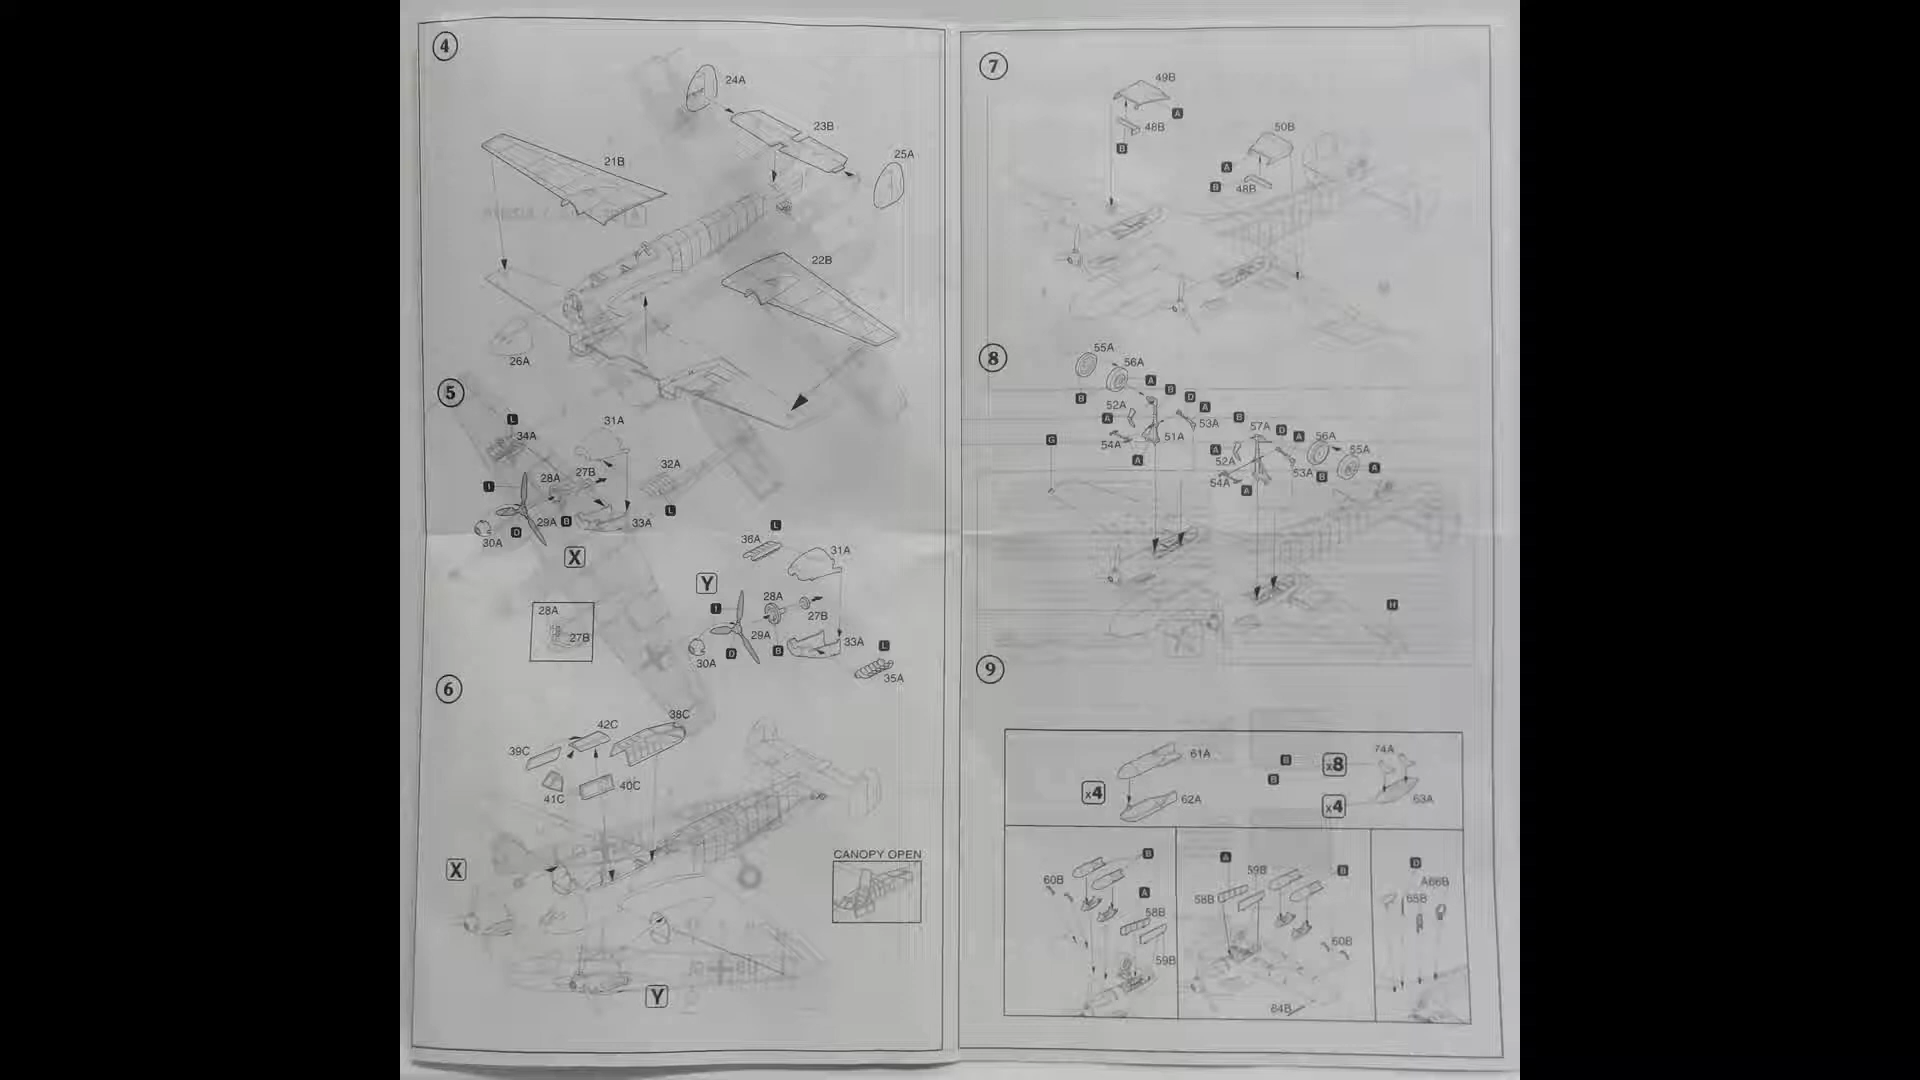 4
24A
23B
25A
21B
22B
26A
5
L
34A
31A
32A
28A
27B
I
L
29A
B
33A
30A
D
X
L
36A
31A
Y
28A
27B
I
29A
33A
30A
D
B
L
35A
28A
27B
6
38C
42C
39C
40C
41C
X
CANOPY OPEN
Y
7
49B
A
48B
B
50B
A
B
48B
8
55A
56A
A
B
B
D
52A
A
A
53A
B
54A
51A
57A
D
A
56A
G
A
A
52A
55A
54A
A
53A
B
A
H
9
61A
B
x8
74A
B
x4
62A
x4
63A
B
60B
A
58B
59B
A
59B
B
58B
60B
64B
D
A66B
65B